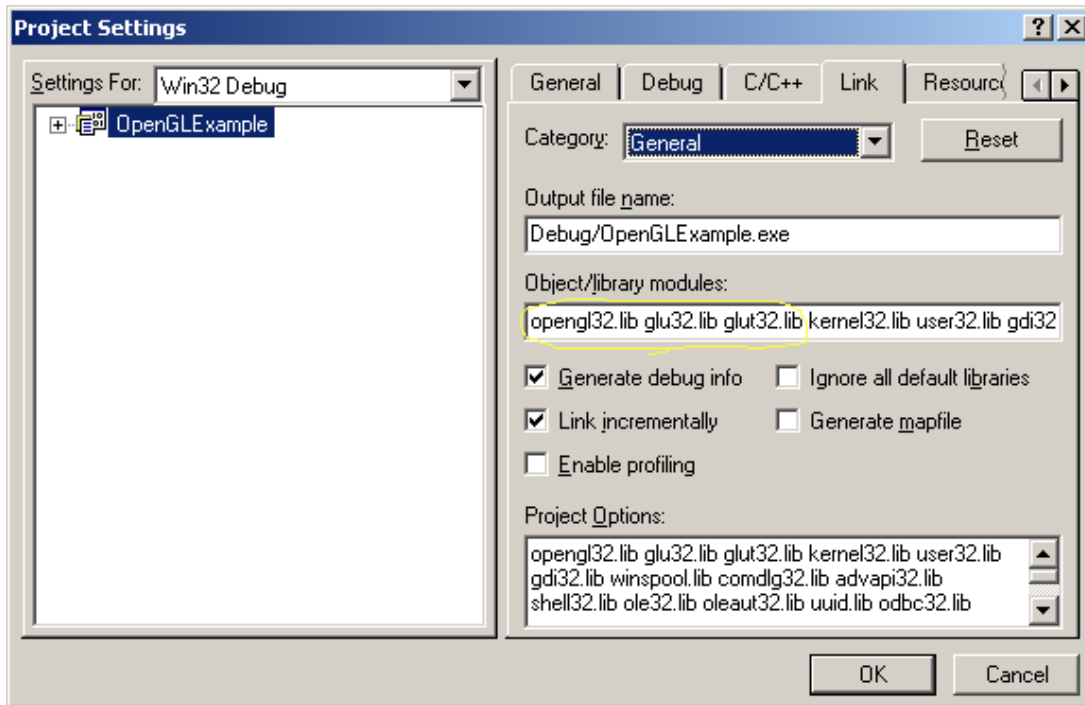 Project Settings
Settings For: Win32 Debug
OpenGLExample
General Debug C/C++ Link
Category: General Reset
Output file name:
Debug/OpenGLExample.exe
Object/library modules:
opengl32.lib glu32.lib glut32.lib kernel32.lib user32.lib gdi32
Generate debug info Ignore all default libraries
Link incrementally Generate mapfile
Enable profiling
Project Options:
opengl32.lib glu32.lib glut32.lib kernel32.lib user32.lib
gdi32.lib winspool.lib comdlg32.lib advapi32.lib
shell32.lib ole32.lib oleaut32.lib uuid.lib odbc32.lib
OK Cancel